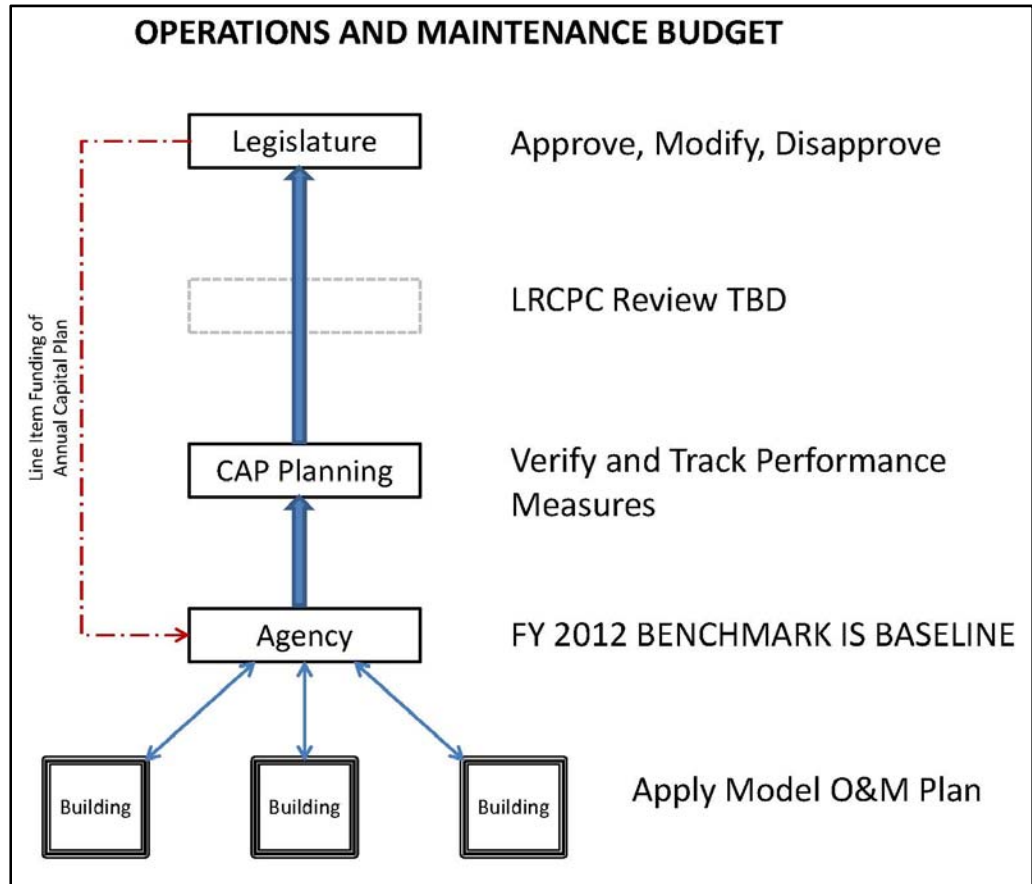 OPERATIONS AND MAINTENANCE BUDGET
Legislature
Approve, Modify, Disapprove
LRCPC Review TBD
Line Item Funding of
Annual Capital Plan
CAP Planning
Verify and Track Performance
Measures
Agency
FY 2012 BENCHMARK IS BASELINE
Building
Building
Building
Apply Model O&M Plan